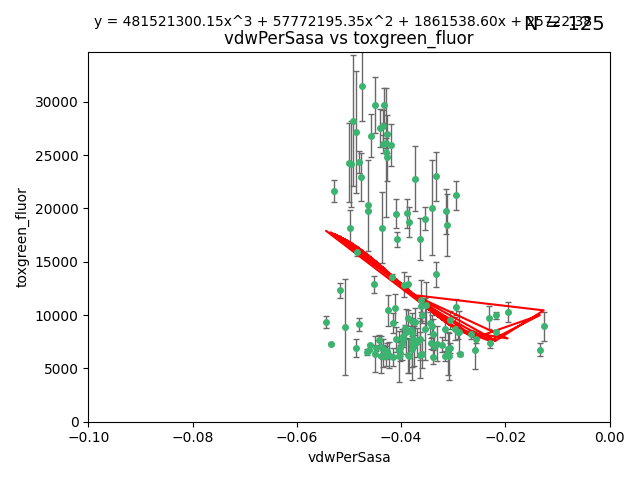 y = 481521300.15x^3 + 57772195.35x^2 + 1861538.60x +
N = 125
vdwPerSasa vs toxgreen_fluor
30000
25000
20000
15000
10000
5000
0
toxgreen_fluor
−0.10 −0.08 −0.06 −0.04 −0.02 0.00
vdwPerSasa